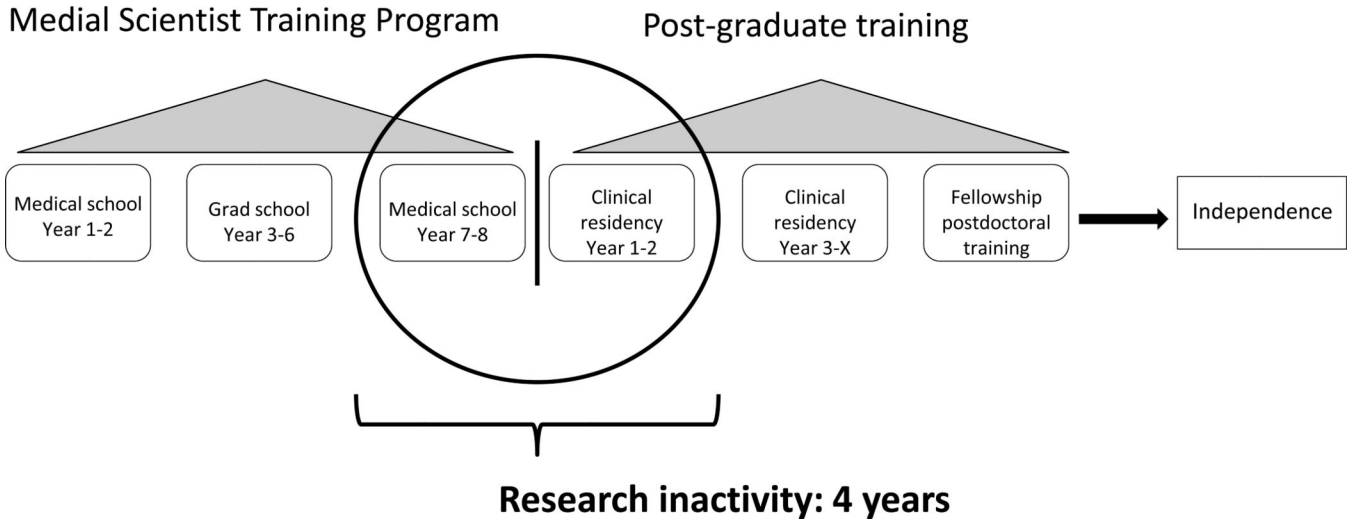 Medial Scientist Training Program
Post-graduate training
Medical school
Year 1-2
Grad school
Year 3-6
Medical school
Year 7-8
Clinical
residency
Year 1-2
Clinical
residency
Year 3-X
Fellowship
postdoctoral
training
Independence
Research inactivity: 4 years